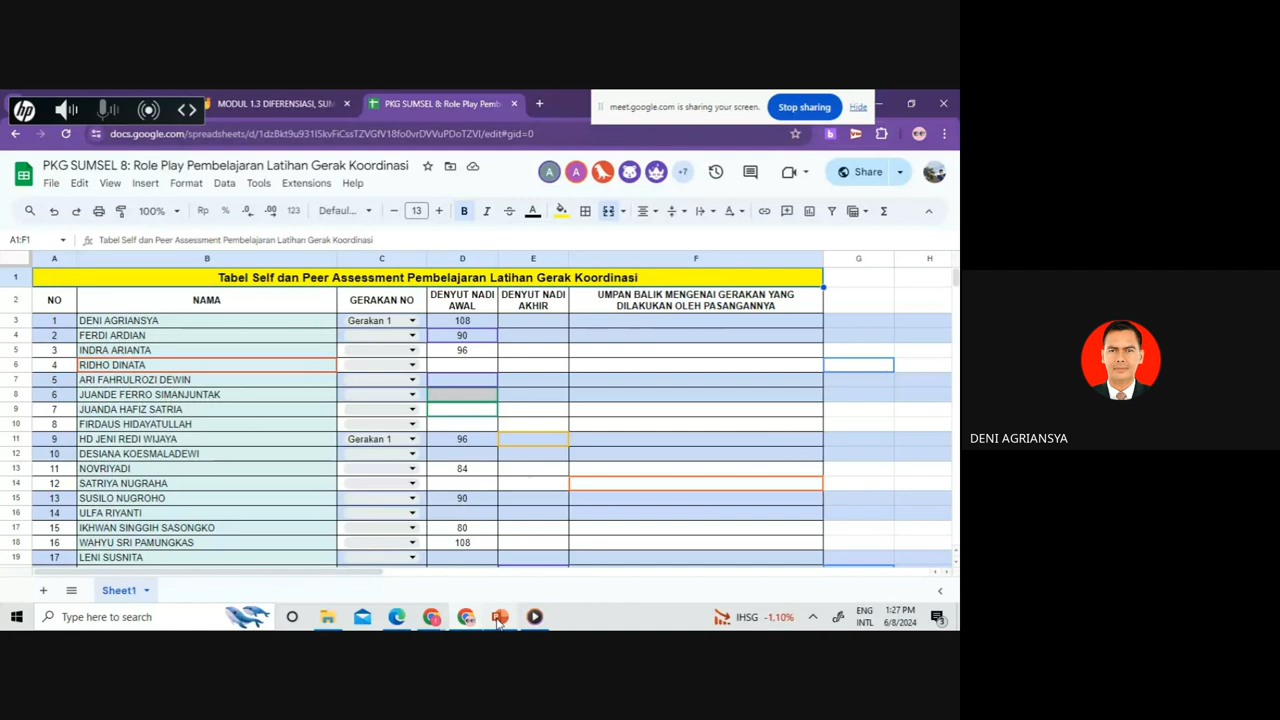 MODUL 1.3 DIFERENSIASI, SUM
PKG SUMSEL 8: Role Play Pemb
meet.google.com is sharing your screen.
Stop sharing
Hide
docs.google.com/spreadsheets/d/1dzBkt9u931I5kvFiCssTZVGfV18fo0vrDVVuPDoTZVI/edit#gid=0
PKG SUMSEL 8: Role Play Pembelajaran Latihan Gerak Koordinasi
A A +7 Share
File Edit View Insert Format Data Tools Extensions Help
100% Rp % .0 .00 123 Defaul... 13 B I A
A1:F1 fx Tabel Self dan Peer Assessment Pembelajaran Latihan Gerak Koordinasi
A B C D E F G H
1 Tabel Self dan Peer Assessment Pembelajaran Latihan Gerak Koordinasi
2 NO NAMA GERAKAN NO DENYUT NADI AWAL DENYUT NADI AKHIR UMPAN BALIK MENGENAI GERAKAN YANG DILAKUKAN OLEH PASANGANNYA
3 1 DENI AGRIANSYA Gerakan 1 108
4 2 FERDI ARDIAN 90
5 3 INDRA ARIANTA 96
6 4 RIDHO DINATA
7 5 ARI FAHRULROZI DEWIN
8 6 JUANDE FERRO SIMANJUNTAK
9 7 JUANDA HAFIZ SATRIA
10 8 FIRDAUS HIDAYATULLAH
11 9 HD JENI REDI WIJAYA Gerakan 1 96
12 10 DESIANA KOESMALADEWI
13 11 NOVRIYADI 84
14 12 SATRIYA NUGRAHA
15 13 SUSILO NUGROHO 90
16 14 ULFA RIYANTI
17 15 IKHWAN SINGGIH SASONGKO 80
18 16 WAHYU SRI PAMUNGKAS 108
19 17 LENI SUSNITA
Sheet1
Type here to search
IHSG -1,10%
ENG
INTL
1:27 PM
6/8/2024
3
DENI AGRIANSYA